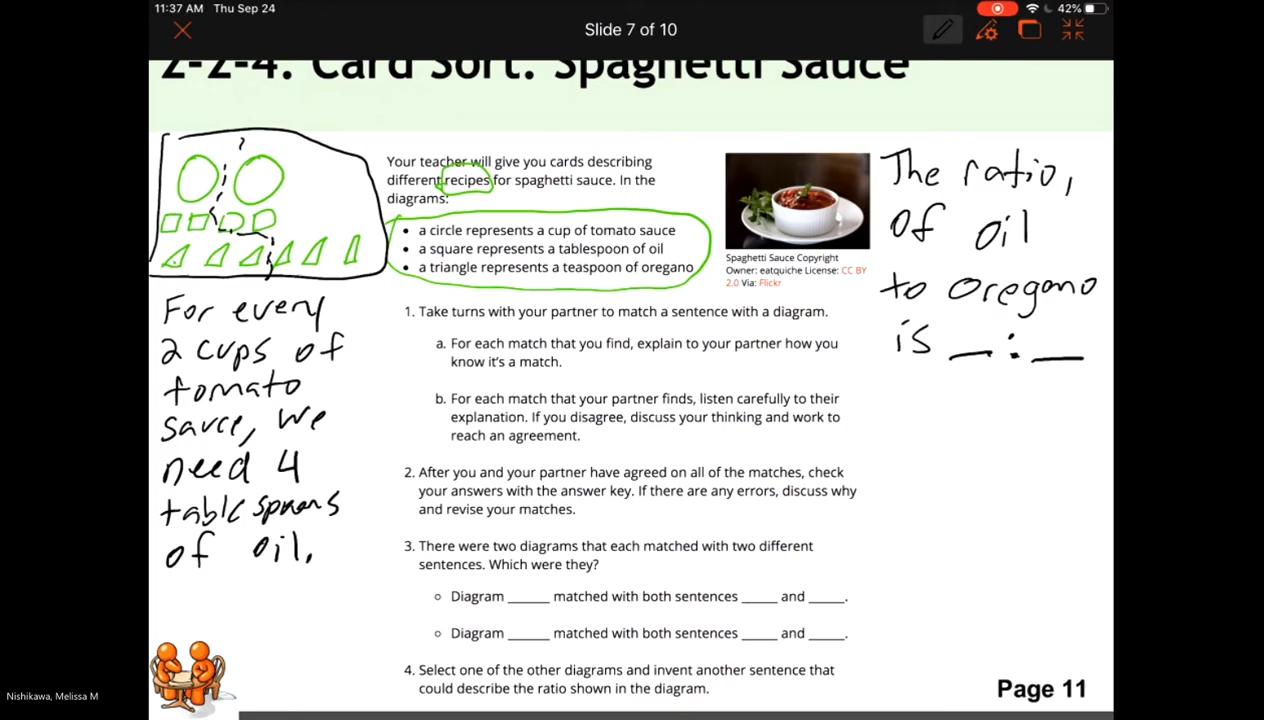 11:37 AM Thu Sep 24
42%
Slide 7 of 10
2-2-4: Card Sort: Spaghetti Sauce
Your teacher will give you cards describing
different recipes for spaghetti sauce. In the
diagrams:
• a circle represents a cup of tomato sauce
• a square represents a tablespoon of oil
• a triangle represents a teaspoon of oregano
Spaghetti Sauce Copyright
Owner: eatquiche License: CC BY
2.0 Via: Flickr
The ratio,
of oil
to oregano
is __:__
For every
2 cups of
tomato
sauce, we
need 4
tablespoons
of oil.
1. Take turns with your partner to match a sentence with a diagram.
a. For each match that you find, explain to your partner how you
know it's a match.
b. For each match that your partner finds, listen carefully to their
explanation. If you disagree, discuss your thinking and work to
reach an agreement.
2. After you and your partner have agreed on all of the matches, check
your answers with the answer key. If there are any errors, discuss why
and revise your matches.
3. There were two diagrams that each matched with two different
sentences. Which were they?
○ Diagram ______ matched with both sentences _____ and _____.
○ Diagram ______ matched with both sentences _____ and _____.
4. Select one of the other diagrams and invent another sentence that
could describe the ratio shown in the diagram.
Page 11
Nishikawa, Melissa M